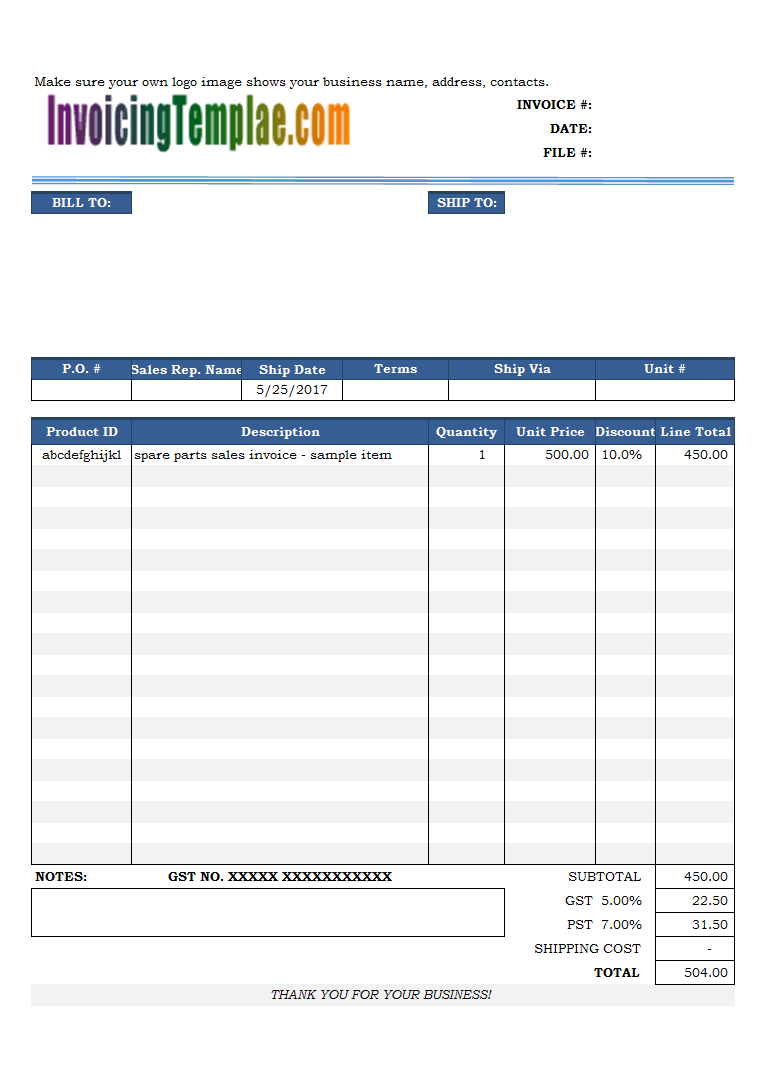 Make sure your own logo image shows your business name, address, contacts.
InvoicingTemplae.com
INVOICE #:
DATE:
FILE #:
BILL TO: SHIP TO:
P.O. # Sales Rep. Name Ship Date Terms Ship Via Unit #
5/25/2017
Product ID Description Quantity Unit Price Discount Line Total
abcdefghijkl spare parts sales invoice - sample item 1 500.00 10.0% 450.00
NOTES: GST NO. XXXXX XXXXXXXXXXX SUBTOTAL 450.00
GST 5.00% 22.50
PST 7.00% 31.50
SHIPPING COST -
TOTAL 504.00
THANK YOU FOR YOUR BUSINESS!